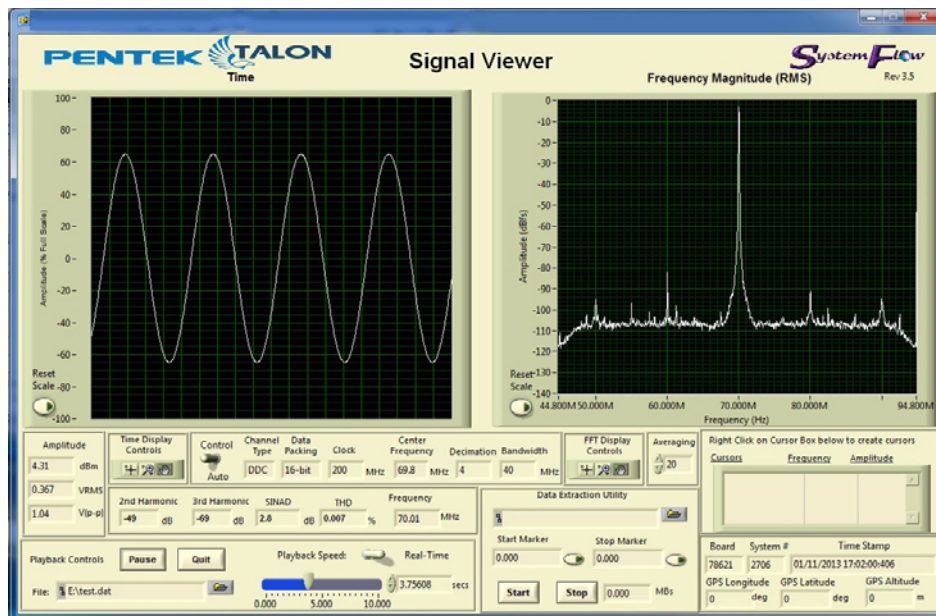 PENTEK TALON
Signal Viewer
System Flow
Rev 3.5
Time
Frequency Magnitude (RMS)
Amplitude (% Full Scale)
100
80
60
40
20
0
-20
-40
-60
-80
-100
Reset
Scale
Amplitude (dBfs)
0
-10
-20
-30
-40
-50
-60
-70
-80
-90
-100
-110
-120
-130
-140
Reset
Scale
44.800M 50.000M 60.000M 70.000M 80.000M 94.800M
Frequency (Hz)
Amplitude
4.31 dBm
0.367 VRMS
1.04 V(p-p)
Time Display
Controls
Control
Auto
Channel Type
DDC
Data Packing
16-bit
Clock
200 MHz
Center Frequency
69.8 MHz
Decimation
4
Bandwidth
40 MHz
FFT Display
Controls
Averaging
20
Right Click on Cursor Box below to create cursors
Cursors Frequency Amplitude
2nd Harmonic
-49 dB
3rd Harmonic
-69 dB
SINAD
2.8 dB
THD
0.007 %
Frequency
70.01 MHz
Data Extraction Utility
Start Marker
0.000
Stop Marker
0.000
Start
Stop
0.000 MBs
Playback Controls
Pause
Quit
File: E:\test.dat
Playback Speed:
Real-Time
0.000 5.000 10.000
3.75608 secs
Board System # Time Stamp
78621 2706 01/11/2013 17:02:00:406
GPS Longitude GPS Latitude GPS Altitude
0 deg 0 deg 0 m